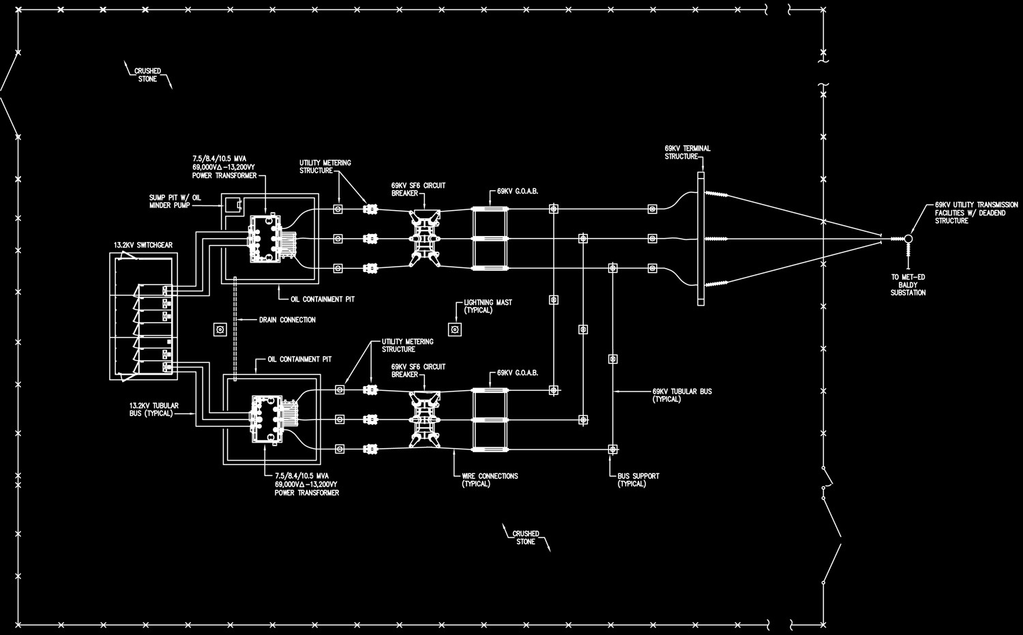 CRUSHED
STONE
69KV TERMINAL
STRUCTURE
7.5/8.4/10.5 MVA
69,000VΔ-13,200VY
POWER TRANSFORMER
UTILITY METERING
STRUCTURE
69KV SF6 CIRCUIT
BREAKER
69KV G.O.A.B.
SUMP PIT W/ OIL
MINDER PUMP
69KV UTILITY TRANSMISSION
FACILITIES W/ DEADEND
STRUCTURE
13.2KV SWITCHGEAR
TO MET-ED
BALDY
SUBSTATION
OIL CONTAINMENT PIT
LIGHTNING MAST
(TYPICAL)
DRAIN CONNECTION
UTILITY METERING
STRUCTURE
OIL CONTAINMENT PIT
69KV SF6 CIRCUIT
BREAKER
69KV G.O.A.B.
69KV TUBULAR BUS
(TYPICAL)
13.2KV TUBULAR
BUS (TYPICAL)
7.5/8.4/10.5 MVA
69,000VΔ-13,200VY
POWER TRANSFORMER
WIRE CONNECTIONS
(TYPICAL)
BUS SUPPORT
(TYPICAL)
CRUSHED
STONE